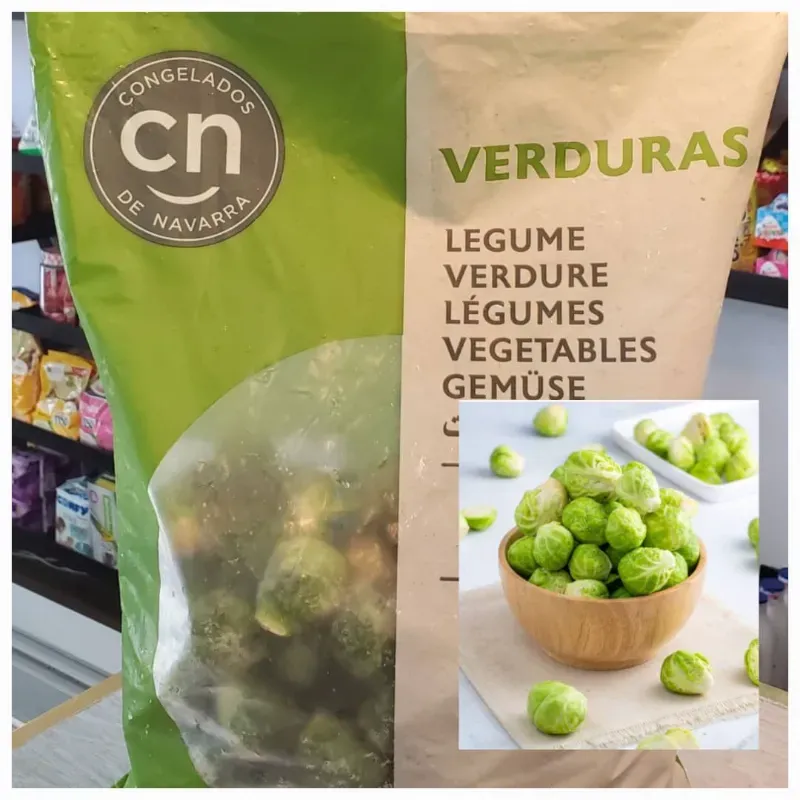 CONGELADOS
cn
DE NAVARRA
VERDURAS
LEGUME
VERDURE
LÉGUMES
VEGETABLES
GEMÜSE